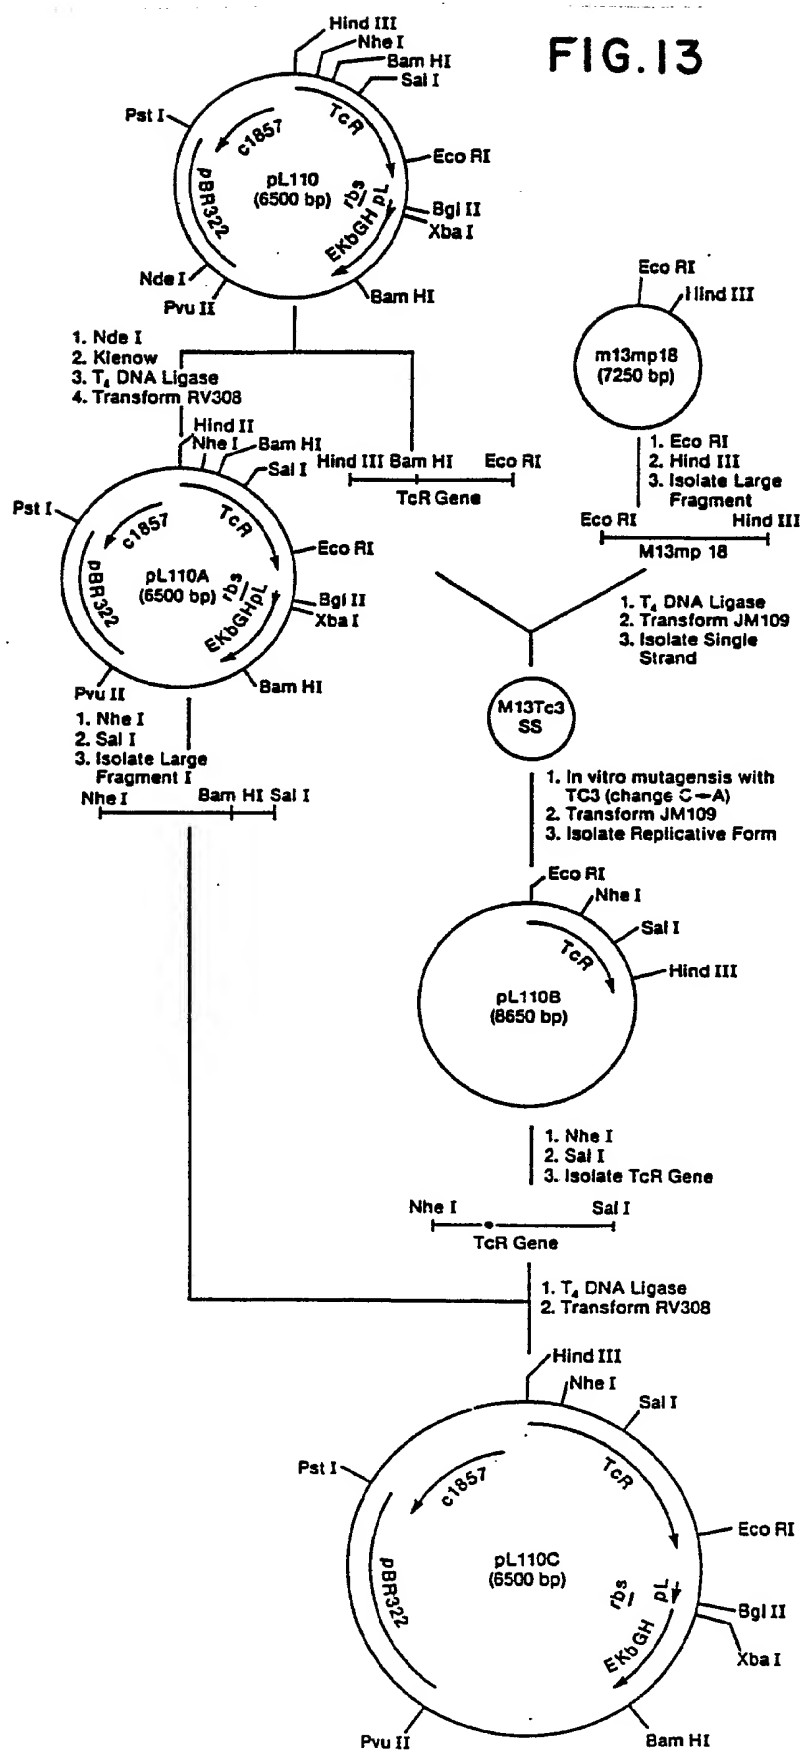 FIG.13
Hind III
Nhe I
Bam HI
Sal I
Pst I
TcR
c1857
Eco RI
pL110
(6500 bp)
rbs
pL
pBR322
EKbGH
Bgl II
Xba I
Nde I
Pvu II
Bam HI
1. Nde I
2. Klenow
3. T4 DNA Ligase
4. Transform RV308
Eco RI
Hind III
m13mp18
(7250 bp)
1. Eco RI
2. Hind III
3. Isolate Large
Fragment
Eco RI Hind III
M13mp 18
Hind III Bam HI Eco RI
TcR Gene
Hind II
Nhe I
Bam HI
Sal I
Pst I
c1857
TcR
Eco RI
pL110A
(6500 bp)
rbs
pL
pBR322
EKbGH
Bgl II
Xba I
Pvu II
Bam HI
1. T4 DNA Ligase
2. Transform JM109
3. Isolate Single
Strand
M13Tc3
SS
1. Nhe I
2. Sal I
3. Isolate Large
Fragment I
Nhe I Bam HI Sal I
1. In vitro mutagensis with
TC3 (change C→A)
2. Transform JM109
3. Isolate Replicative Form
Eco RI
Nhe I
Sal I
TcR
Hind III
pL110B
(8650 bp)
1. Nhe I
2. Sal I
3. Isolate TcR Gene
Nhe I Sal I
TcR Gene
1. T4 DNA Ligase
2. Transform RV308
Hind III
Nhe I
Sal I
Pst I
c1857
TcR
Eco RI
pL110C
(6500 bp)
rbs
pL
pBR322
EKbGH
Bgl II
Xba I
Pvu II
Bam HI